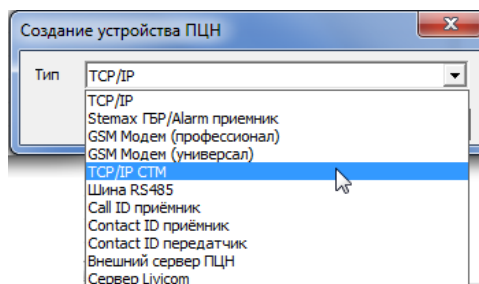 Создание устройства ПЦН
Тип TCP/IP
TCP/IP
Stemax ГБР/Alarm приемник
GSM Модем (профессионал)
GSM Модем (универсал)
TCP/IP СТМ
Шина RS485
Call ID приёмник
Contact ID приёмник
Contact ID передатчик
Внешний сервер ПЦН
Сервер Livicom